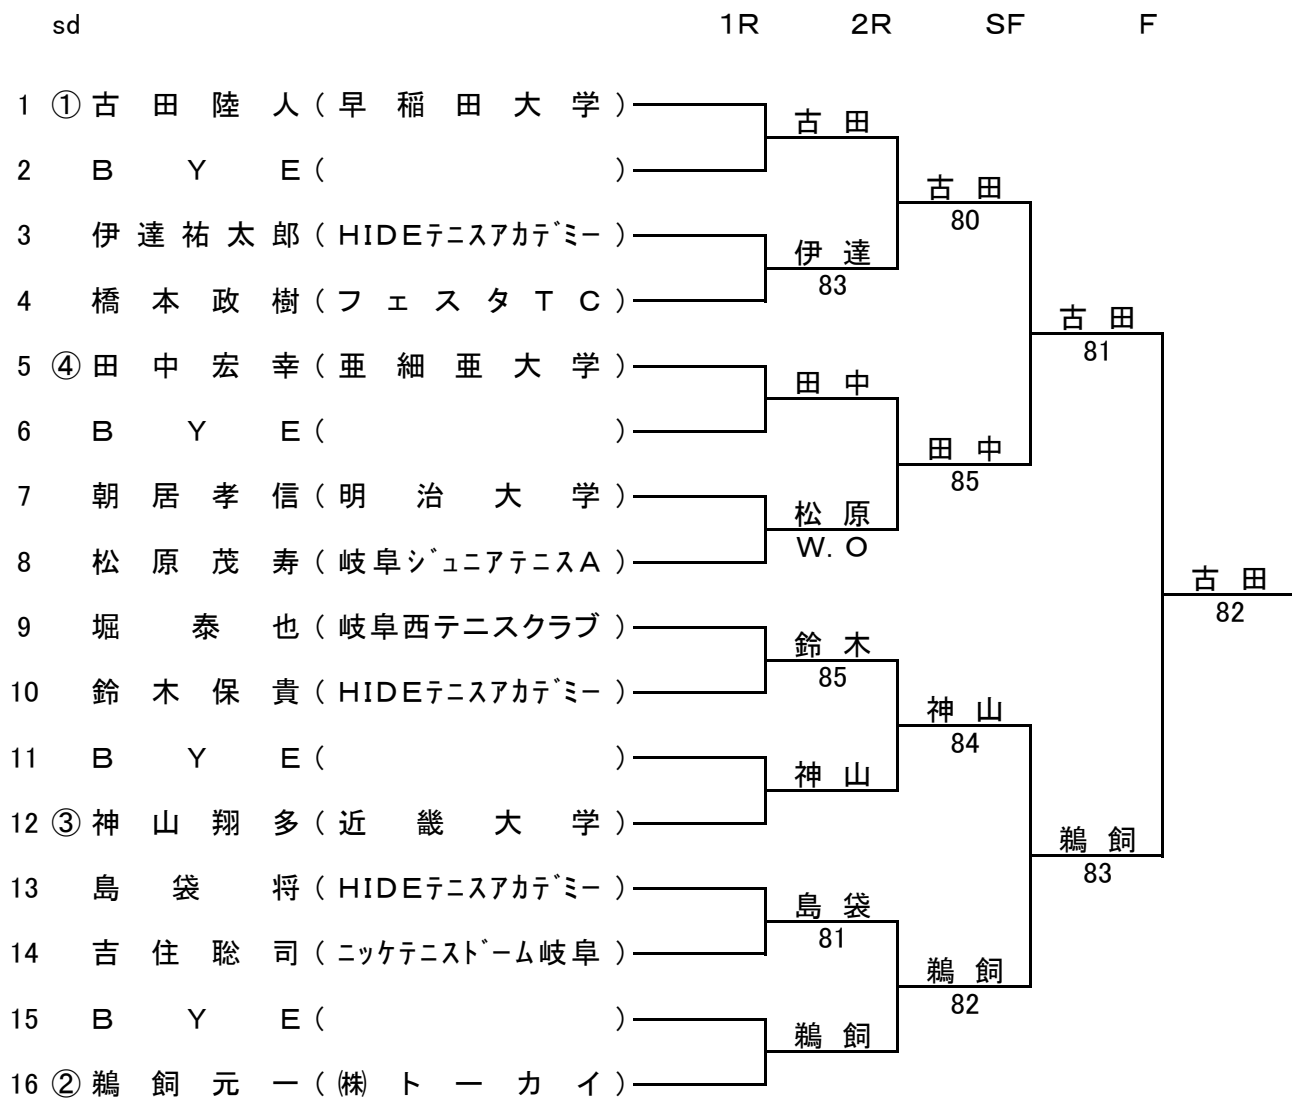 sd 1R 2R SF F
1 ① 古田陸人 (早稲田大学)
古田
2 BYE ( )
古田
80
3 伊達祐太郎 (HIDEテニスアカデミー)
伊達
83
4 橋本政樹 (フェスタTC)
古田
81
5 ④ 田中宏幸 (亜細亜大学)
田中
6 BYE ( )
田中
85
7 朝居孝信 (明治大学)
松原
W.O
8 松原茂寿 (岐阜ジュニアテニスA)
古田
82
9 堀泰也 (岐阜西テニスクラブ)
鈴木
85
10 鈴木保貴 (HIDEテニスアカデミー)
神山
84
11 BYE ( )
神山
12 ③ 神山翔多 (近畿大学)
鵜飼
83
13 島袋将 (HIDEテニスアカデミー)
島袋
81
14 吉住聡司 (ニッケテニスドーム岐阜)
鵜飼
82
15 BYE ( )
鵜飼
16 ② 鵜飼元一 (㈱トーカイ)